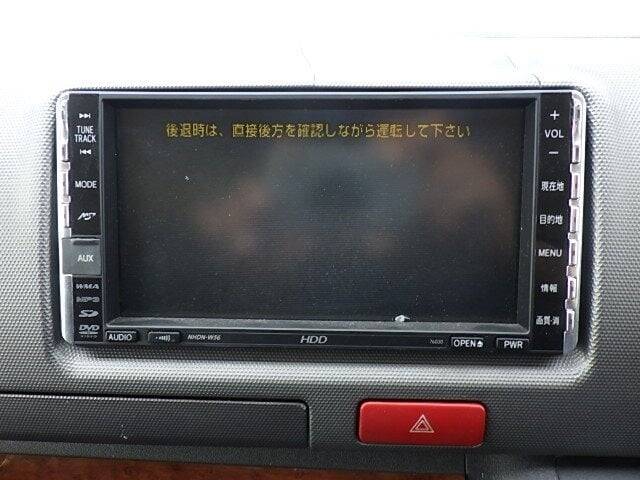 後退時は、直接後方を確認しながら運転して下さい
TUNE
TRACK
MODE
AUX
WMA
MP3
SD
DVD
AUDIO
NHDN-W56
HDD
76030
OPEN
PWR
+
VOL
−
現在地
目的地
MENU
情報
画質・消